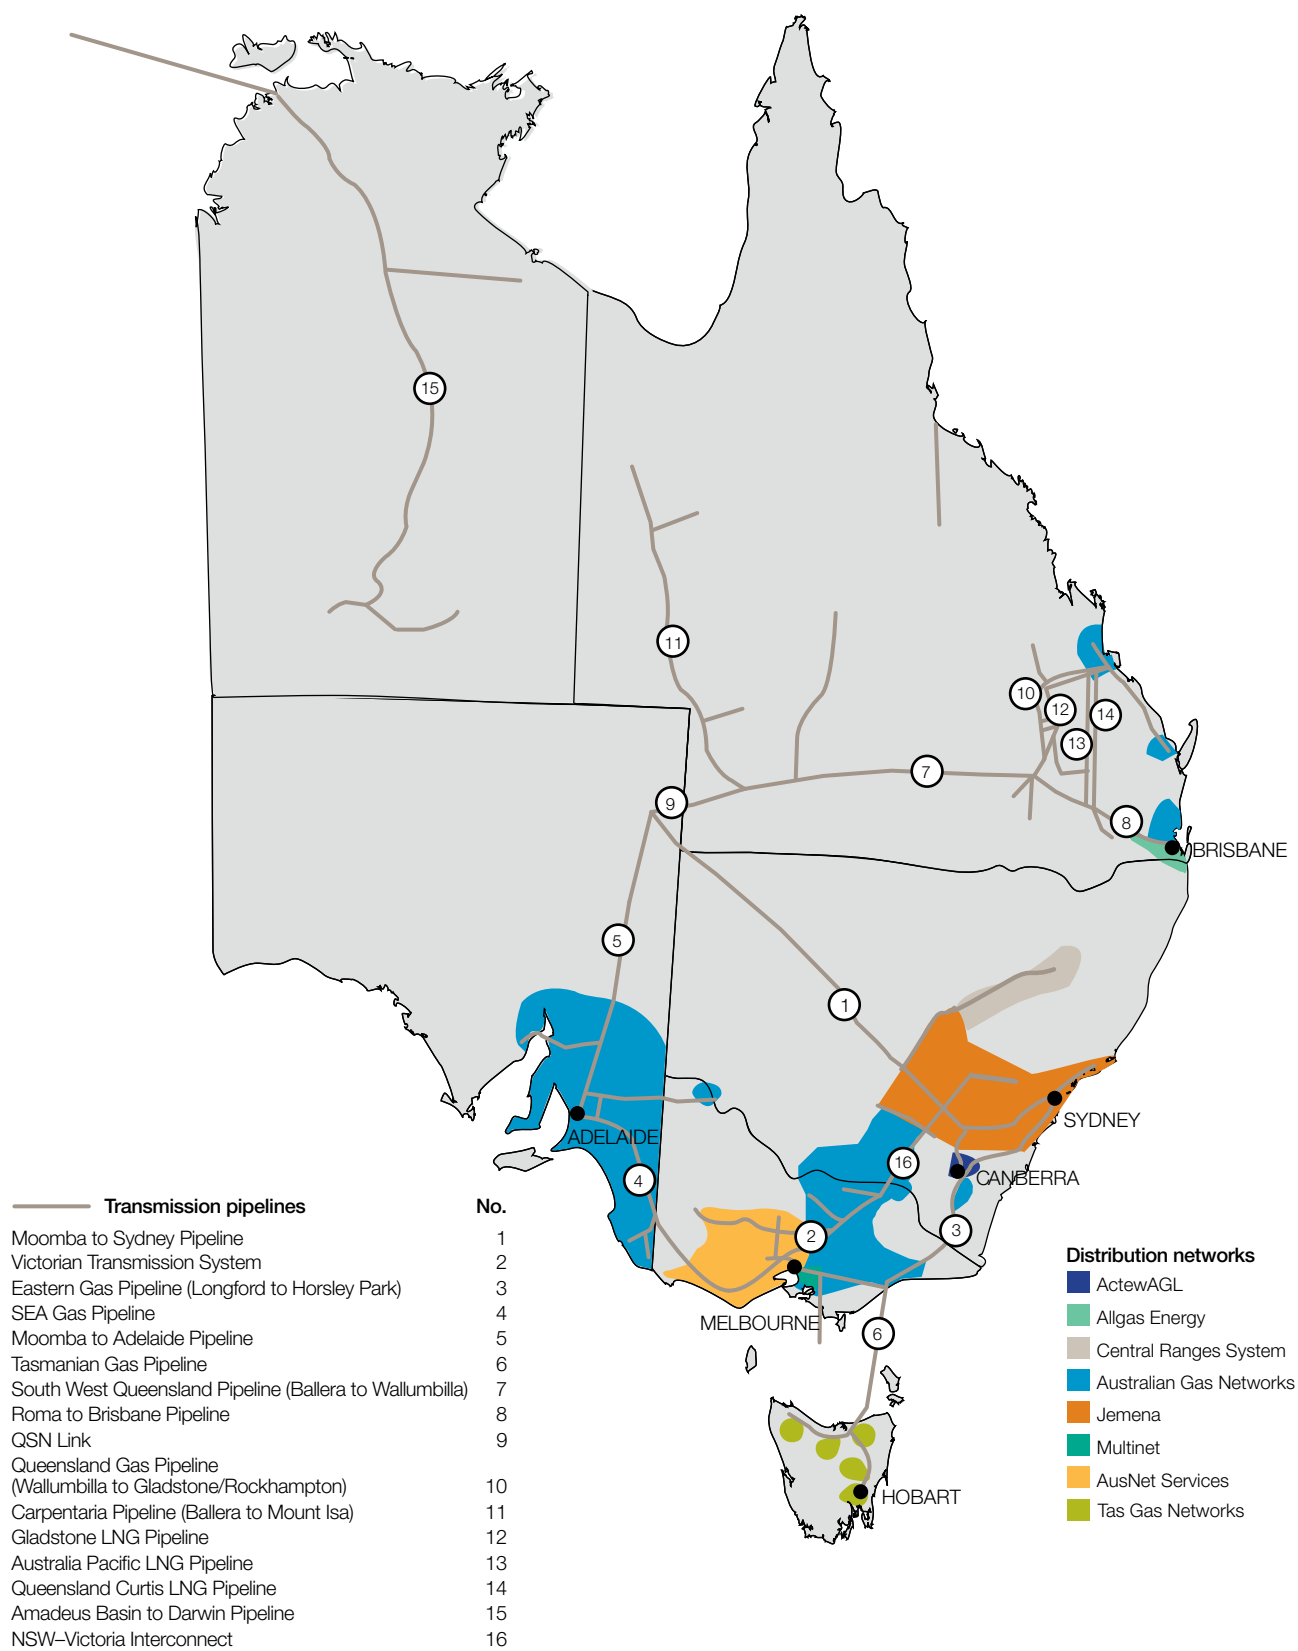 15
11
10
12
14
13
7
9
8
BRISBANE
5
1
SYDNEY
ADELAIDE
16
CANBERRA
4
3
2
MELBOURNE
6
HOBART
Transmission pipelines No.
Moomba to Sydney Pipeline 1
Victorian Transmission System 2
Eastern Gas Pipeline (Longford to Horsley Park) 3
SEA Gas Pipeline 4
Moomba to Adelaide Pipeline 5
Tasmanian Gas Pipeline 6
South West Queensland Pipeline (Ballera to Wallumbilla) 7
Roma to Brisbane Pipeline 8
QSN Link 9
Queensland Gas Pipeline
(Wallumbilla to Gladstone/Rockhampton) 10
Carpentaria Pipeline (Ballera to Mount Isa) 11
Gladstone LNG Pipeline 12
Australia Pacific LNG Pipeline 13
Queensland Curtis LNG Pipeline 14
Amadeus Basin to Darwin Pipeline 15
NSW–Victoria Interconnect 16
Distribution networks
ActewAGL
Allgas Energy
Central Ranges System
Australian Gas Networks
Jemena
Multinet
AusNet Services
Tas Gas Networks